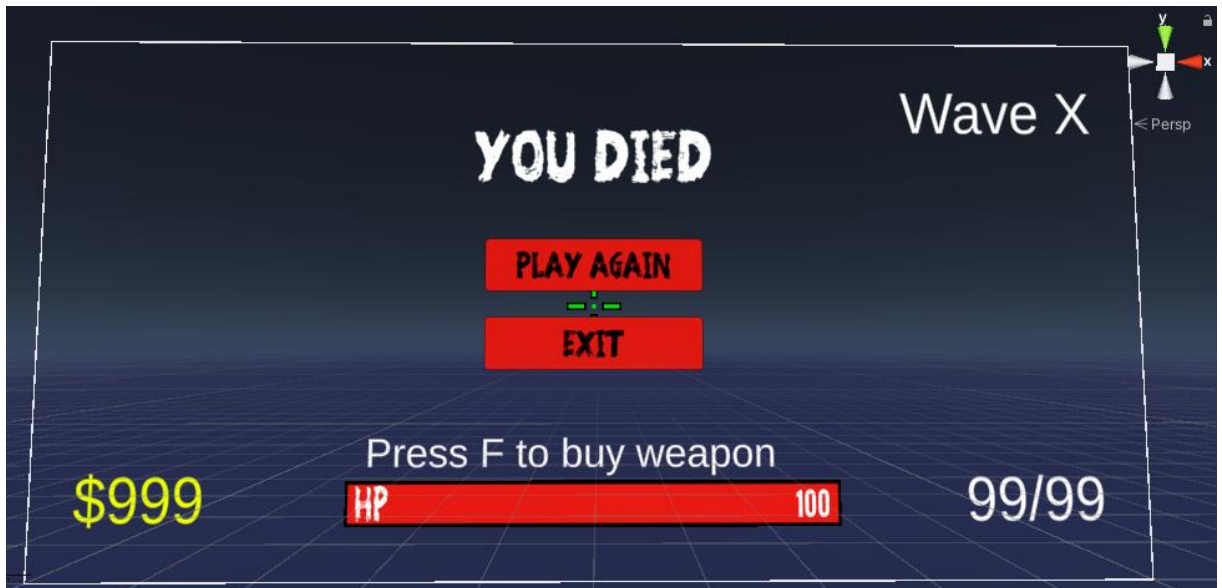 y
x
Persp
Wave X
YOU DIED
PLAY AGAIN
EXIT
Press F to buy weapon
$999
HP 100
99/99